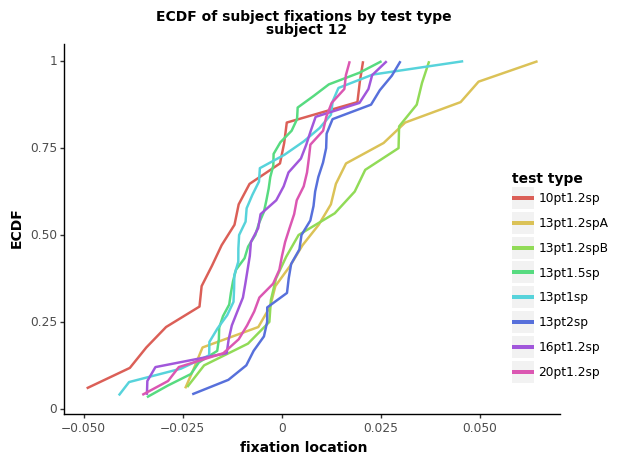 ECDF of subject fixations by test type
subject 12
1
0.75
0.50
0.25
0
ECDF
−0.050
−0.025
0
0.025
0.050
fixation location
test type
10pt1.2sp
13pt1.2spA
13pt1.2spB
13pt1.5sp
13pt1sp
13pt2sp
16pt1.2sp
20pt1.2sp